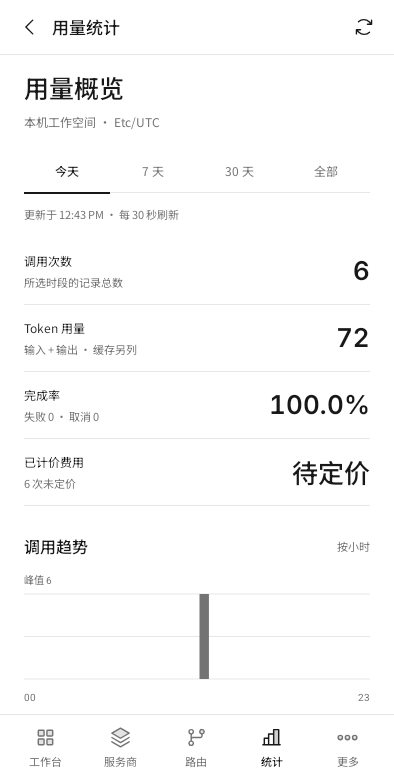 用量统计
用量概览
本机工作空间 · Etc/UTC
今天 7 天 30 天 全部
更新于 12:43 PM · 每 30 秒刷新
调用次数
所选时段的记录总数
6
Token 用量
输入 + 输出 · 缓存另列
72
完成率
失败 0 · 取消 0
100.0%
已计价费用
6 次未定价
待定价
调用趋势 按小时
峰值 6
00 23
工作台 服务商 路由 统计 更多